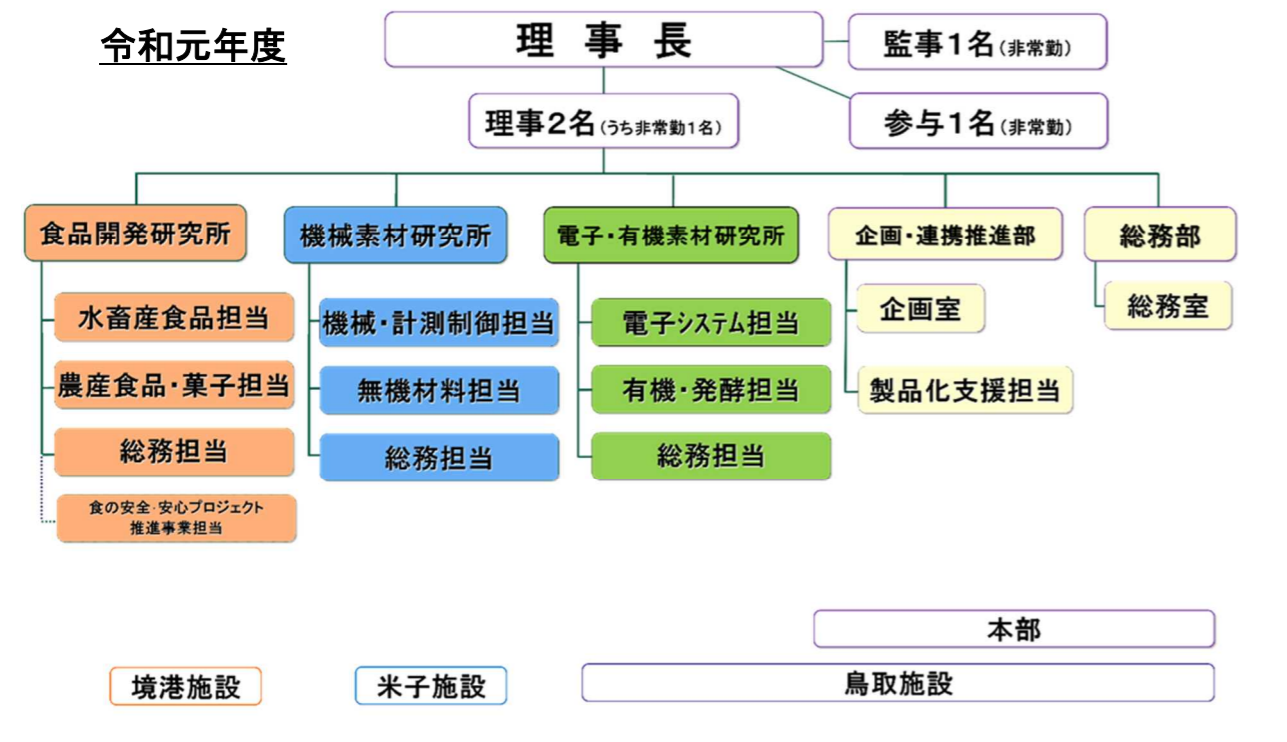 令和元年度
理事長
監事1名(非常勤)
理事2名(うち非常勤1名)
参与1名(非常勤)
食品開発研究所
水畜産食品担当
農産食品・菓子担当
総務担当
食の安全・安心プロジェクト
推進事業担当
機械素材研究所
機械・計測制御担当
無機材料担当
総務担当
電子・有機素材研究所
電子システム担当
有機・発酵担当
総務担当
企画・連携推進部
企画室
製品化支援担当
総務部
総務室
本部
境港施設
米子施設
鳥取施設